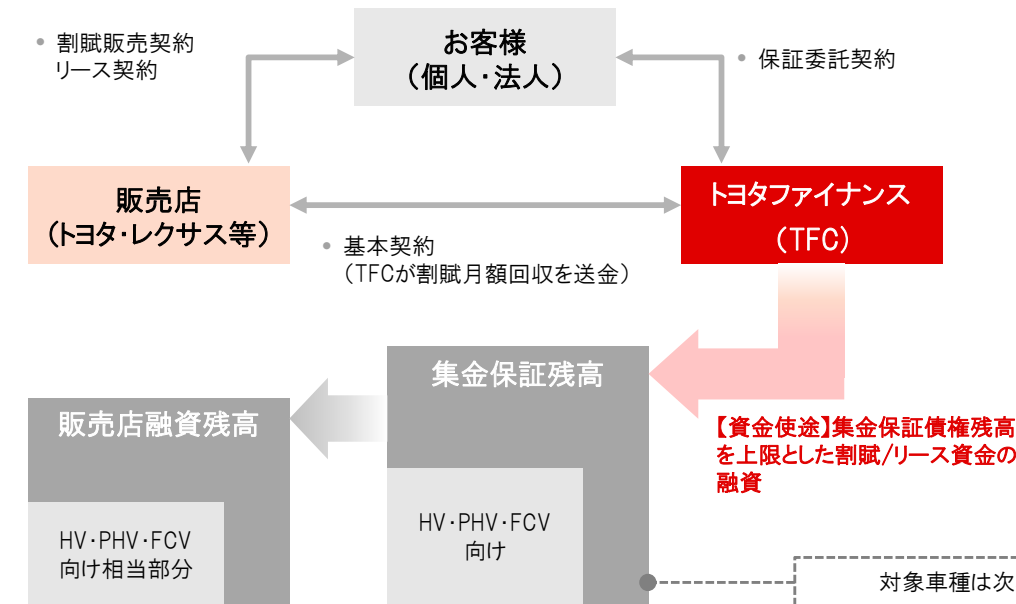 • 割賦販売契約
リース契約
お客様
（個人・法人）
• 保証委託契約
販売店
（トヨタ・レクサス等）
トヨタファイナンス
（TFC）
• 基本契約
（TFCが割賦月額回収を送金）
集金保証残高
販売店融資残高
【資金使途】集金保証債権残高
を上限とした割賦/リース資金の
融資
HV・PHV・FCV
向け
HV・PHV・FCV
向け相当部分
対象車種は次